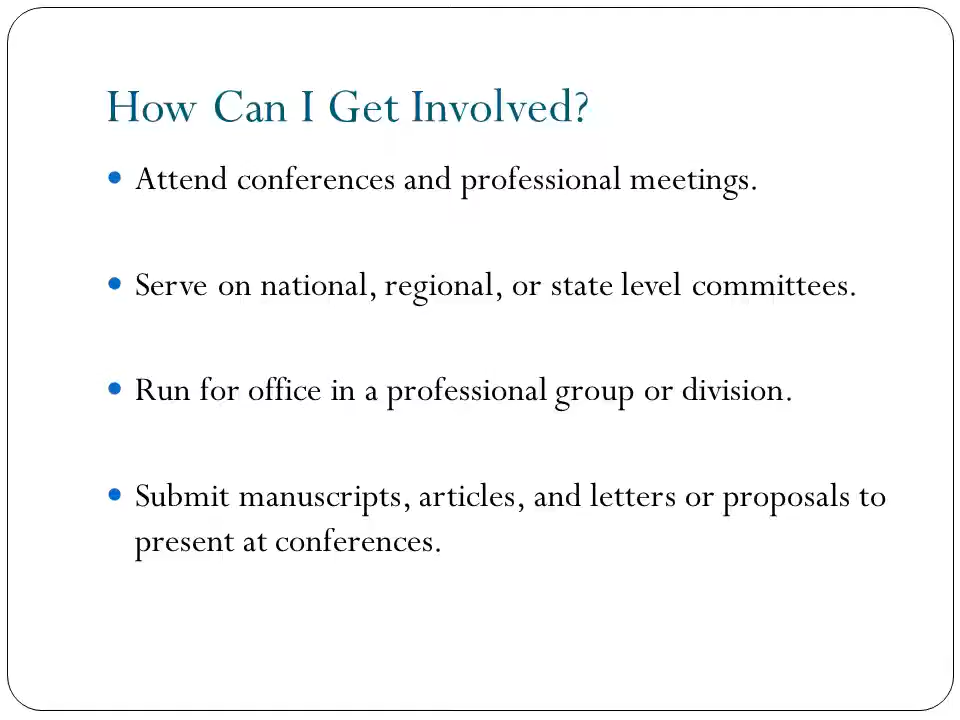 How Can I Get Involved?
• Attend conferences and professional meetings.
• Serve on national, regional, or state level committees.
• Run for office in a professional group or division.
• Submit manuscripts, articles, and letters or proposals to
present at conferences.